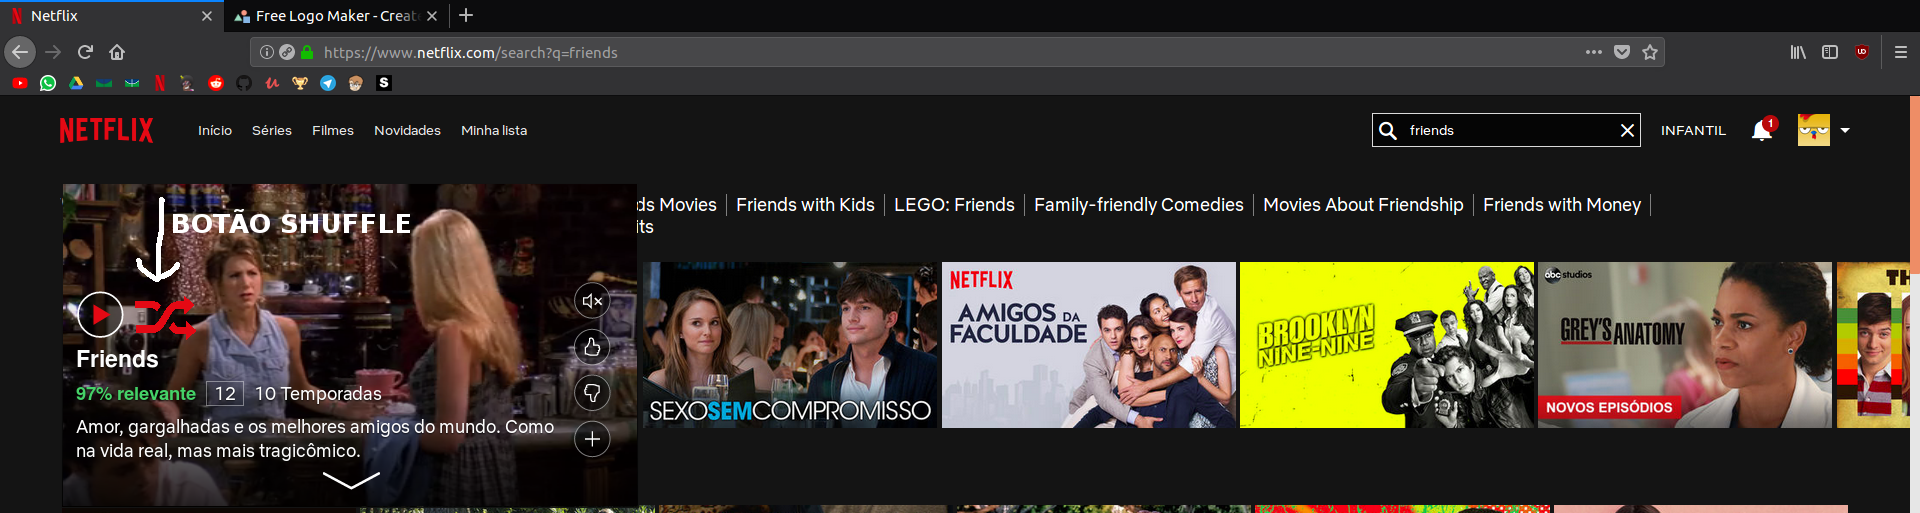 Netflix
Free Logo Maker - Creat
https://www.netflix.com/search?q=friends
NETFLIX
Início
Séries
Filmes
Novidades
Minha lista
friends
INFANTIL
1
BOTÃO SHUFFLE
ds Movies
Friends with Kids
LEGO: Friends
Family-friendly Comedies
Movies About Friendship
Friends with Money
its
Friends
97% relevante 12 10 Temporadas
Amor, gargalhadas e os melhores amigos do mundo. Como
na vida real, mas mais tragicômico.
SEXOSEMCOMPROMISSO
NETFLIX
AMIGOS DA
FACULDADE
BROOKLYN
NINE-NINE
abc studios
GREY'S ANATOMY
NOVOS EPISÓDIOS
TH